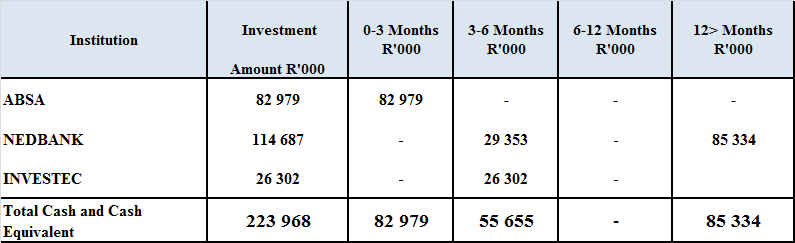 Institution Investment Amount R'000 0-3 Months R'000 3-6 Months R'000 6-12 Months R'000 12> Months R'000
ABSA 82 979 82 979 - - -
NEDBANK 114 687 - 29 353 - 85 334
INVESTEC 26 302 - 26 302 - -
Total Cash and Cash Equivalent 223 968 82 979 55 655 - 85 334